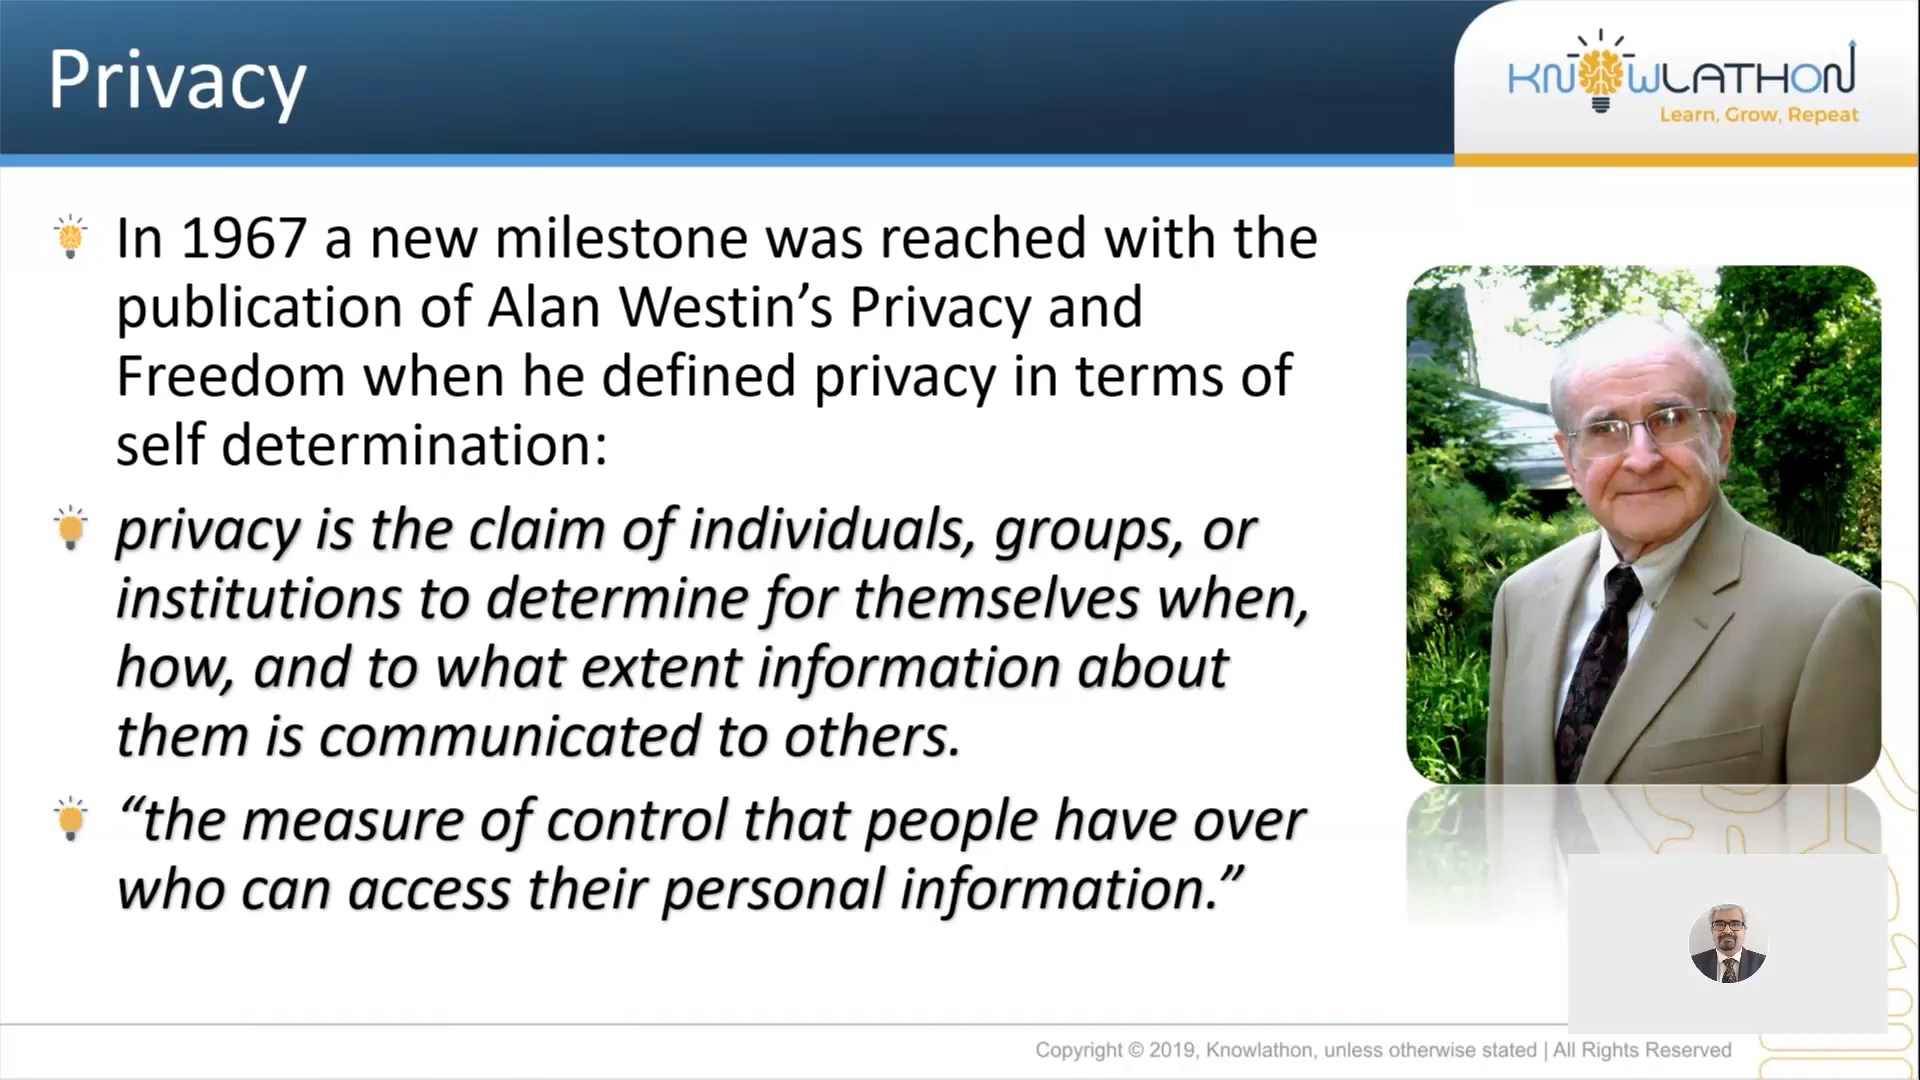 Privacy
KNOWLATHON
Learn, Grow, Repeat
In 1967 a new milestone was reached with the
publication of Alan Westin’s Privacy and
Freedom when he defined privacy in terms of
self determination:
privacy is the claim of individuals, groups, or
institutions to determine for themselves when,
how, and to what extent information about
them is communicated to others.
“the measure of control that people have over
who can access their personal information.”
Copyright © 2019, Knowlathon, unless otherwise stated | All Rights Reserved